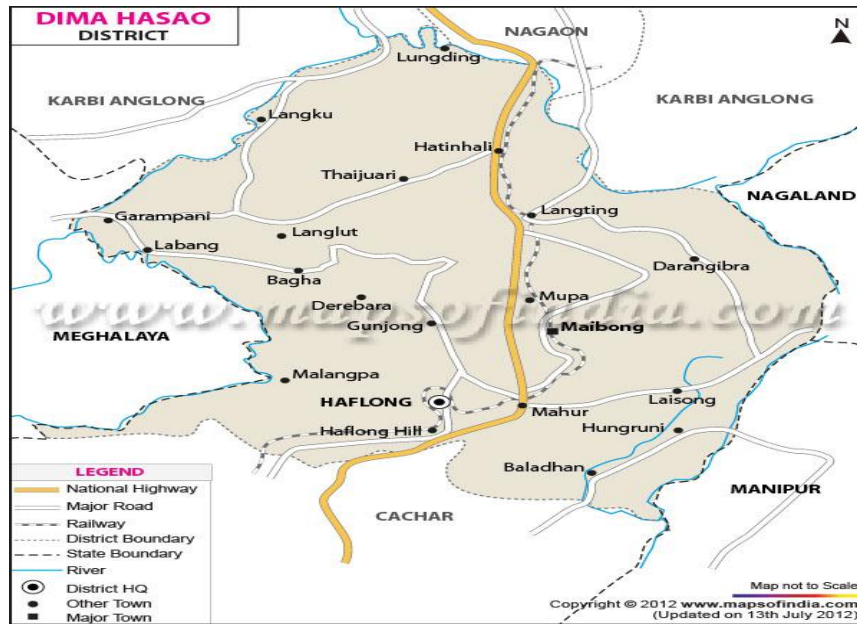 DIMA HASAO
DISTRICT
NAGAON
N
Lungding
KARBI ANGLONG
KARBI ANGLONG
Langku
Hatinhali
Thaijuari
NAGALAND
Garampani
Langting
Langlut
Labang
Darangibra
Bagha
Derebara
Mupa
www.mapsofindia.com
Gunjong
Maibong
MEGHALAYA
Malangpa
HAFLONG
Laisong
Mahur
Haflong Hill
Hungruni
Baladhan
MANIPUR
CACHAR
LEGEND
National Highway
Major Road
Railway
District Boundary
State Boundary
River
District HQ
Other Town
Major Town
Map not to Scale
Copyright © 2012 www.mapsofindia.com
(Updated on 13th July 2012)